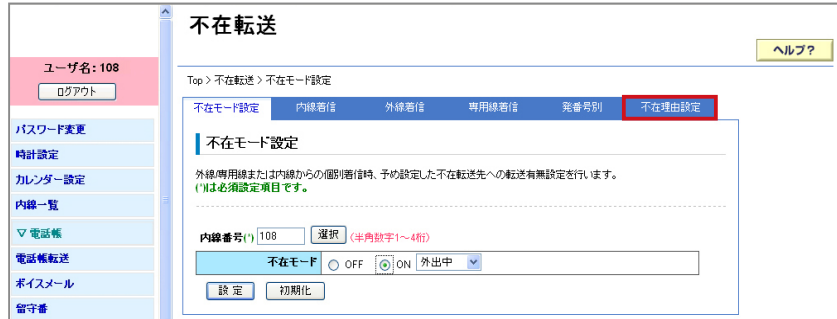 不在転送
ヘルプ?
ユーザ名: 108
ログアウト
Top > 不在転送 > 不在モード設定
不在モード設定 内線着信 外線着信 専用線着信 発番号別 不在理由設定
パスワード変更
時計設定
カレンダー設定
内線一覧
▽ 電話帳
電話帳転送
ボイスメール
留守番
不在モード設定
外線/専用線または内線からの個別着信時、予め設定した不在転送先への転送有無設定を行います。
(*)は必須設定項目です。
内線番号(*) 108 選択 (半角数字1～4桁)
不在モード OFF ON 外出中
設 定 初期化